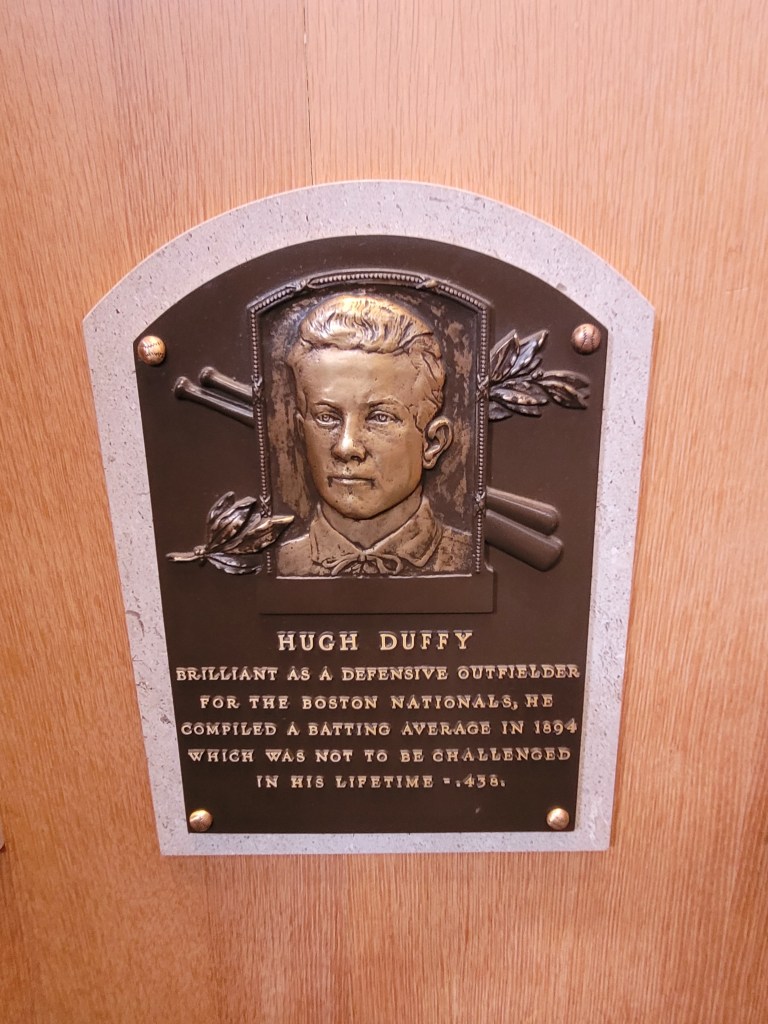 HUGH DUFFY
BRILLIANT AS A DEFENSIVE OUTFIELDER
FOR THE BOSTON NATIONALS, HE
COMPILED A BATTING AVERAGE IN 1894
WHICH WAS NOT TO BE CHALLENGED
IN HIS LIFETIME - .438.